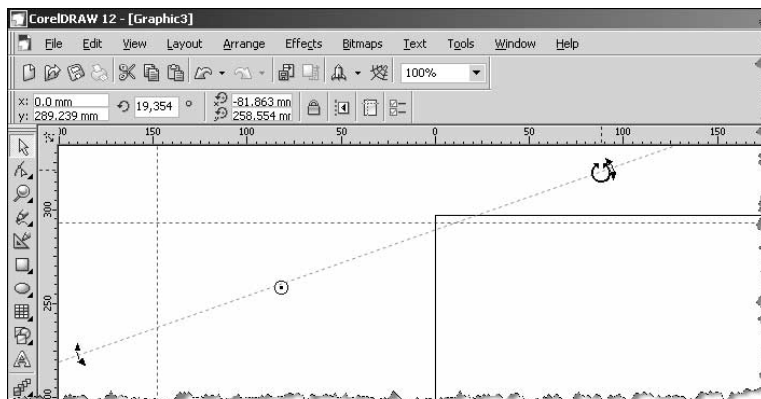 CorelDRAW 12 - [Graphic3]
File Edit View Layout Arrange Effects Bitmaps Text Tools Window Help
100%
x: 0.0 mm 19,354 ° -81.863 mm
y: 289.239 mm 258.554 mr
150 100 50 0 50 100 150
300
250